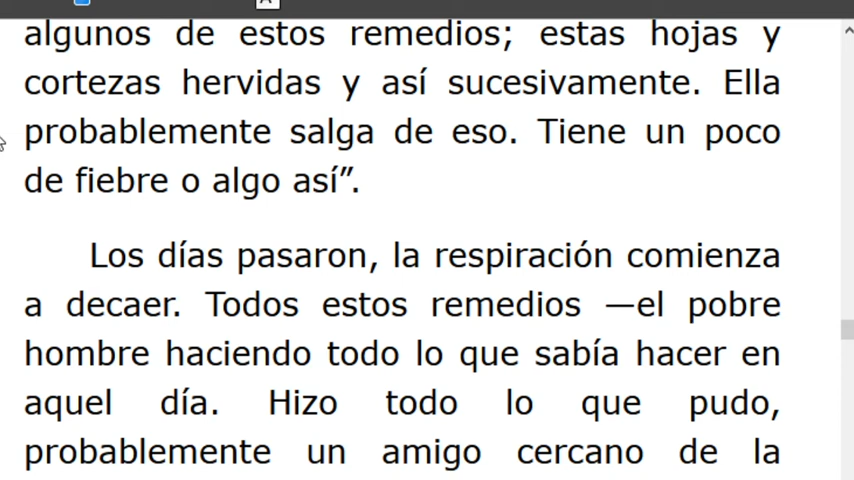 algunos de estos remedios; estas hojas y
cortezas hervidas y así sucesivamente. Ella
probablemente salga de eso. Tiene un poco
de fiebre o algo así”.
Los días pasaron, la respiración comienza
a decaer. Todos estos remedios —el pobre
hombre haciendo todo lo que sabía hacer en
aquel día. Hizo todo lo que pudo,
probablemente un amigo cercano de la